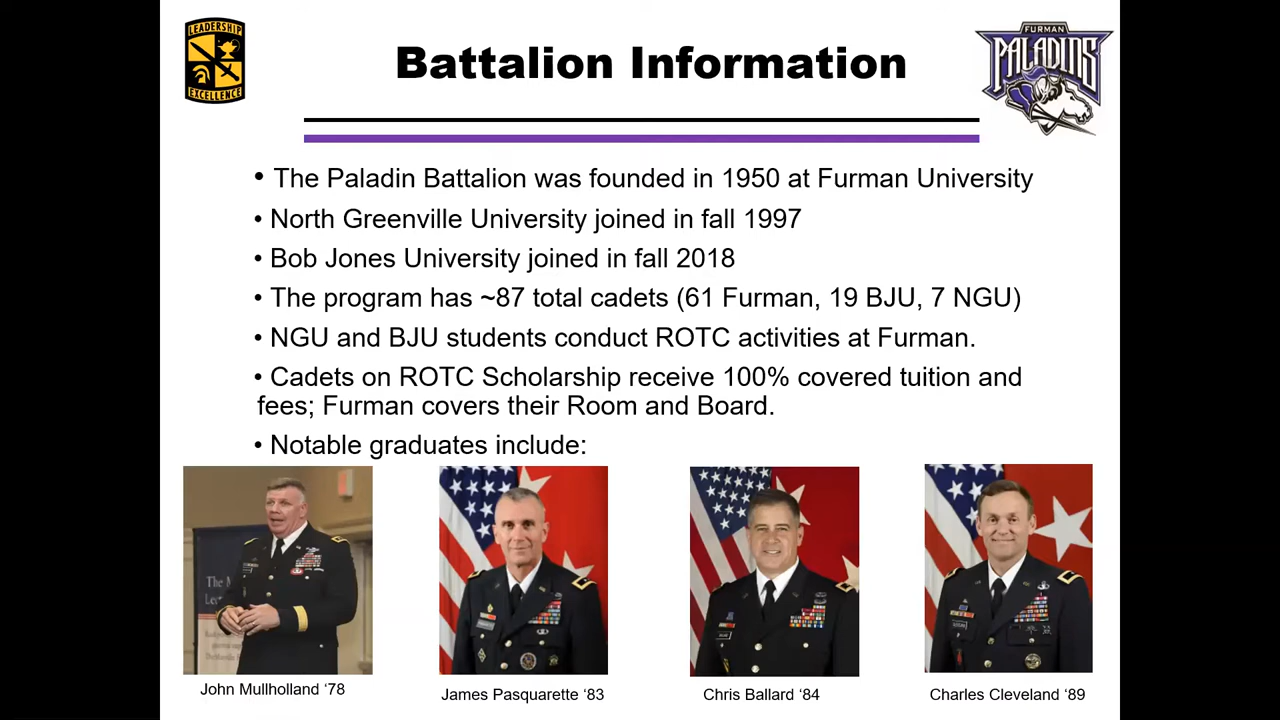 LEADERSHIP
EXCELLENCE
Battalion Information
FURMAN
PALADINS
• The Paladin Battalion was founded in 1950 at Furman University
• North Greenville University joined in fall 1997
• Bob Jones University joined in fall 2018
• The program has ~87 total cadets (61 Furman, 19 BJU, 7 NGU)
• NGU and BJU students conduct ROTC activities at Furman.
• Cadets on ROTC Scholarship receive 100% covered tuition and
fees; Furman covers their Room and Board.
• Notable graduates include:
The
John Mullholland ‘78
James Pasquarette ‘83
Chris Ballard ‘84
Charles Cleveland ‘89